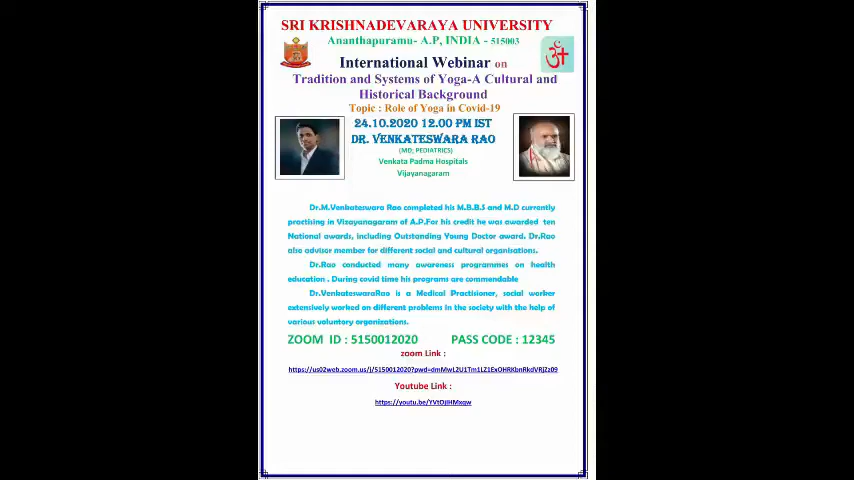 SRI KRISHNADEVARAYA UNIVERSITY
Ananthapuramu- A.P, INDIA - 515003
International Webinar on
Tradition and Systems of Yoga-A Cultural and
Historical Background
Topic : Role of Yoga in Covid-19
24.10.2020 12.00 PM IST
DR. VENKATESWARA RAO
(MD; PEDIATRICS)
Venkata Padma Hospitals
Vijayanagaram
Dr.M.Venkateswara Rao completed his M.B.B.S and M.D currently
practising in Vizayanagaram of A.P.For his credit he was awarded ten
National awards, including Outstanding Young Doctor award. Dr.Rao
also advisor member for different social and cultural organisations.
Dr.Rao conducted many awareness programmes on health
education . During covid time his programs are commendable
Dr.VenkateswaraRao is a Medical Practisioner, social worker
extensively worked on different problems in the society with the help of
various voluntory organizations.
ZOOM ID : 5150012020 PASS CODE : 12345
zoom Link :
Youtube Link :